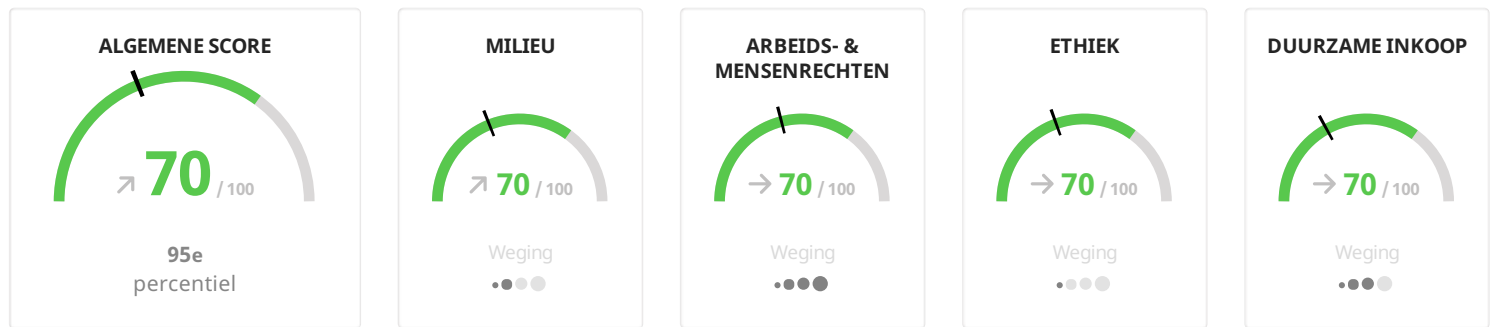 ALGEMENE SCORE
70 / 100
95e
percentiel
MILIEU
70 / 100
Weging
ARBEIDS- &
MENSENRECHTEN
70 / 100
Weging
ETHIEK
70 / 100
Weging
DUURZAME INKOOP
70 / 100
Weging